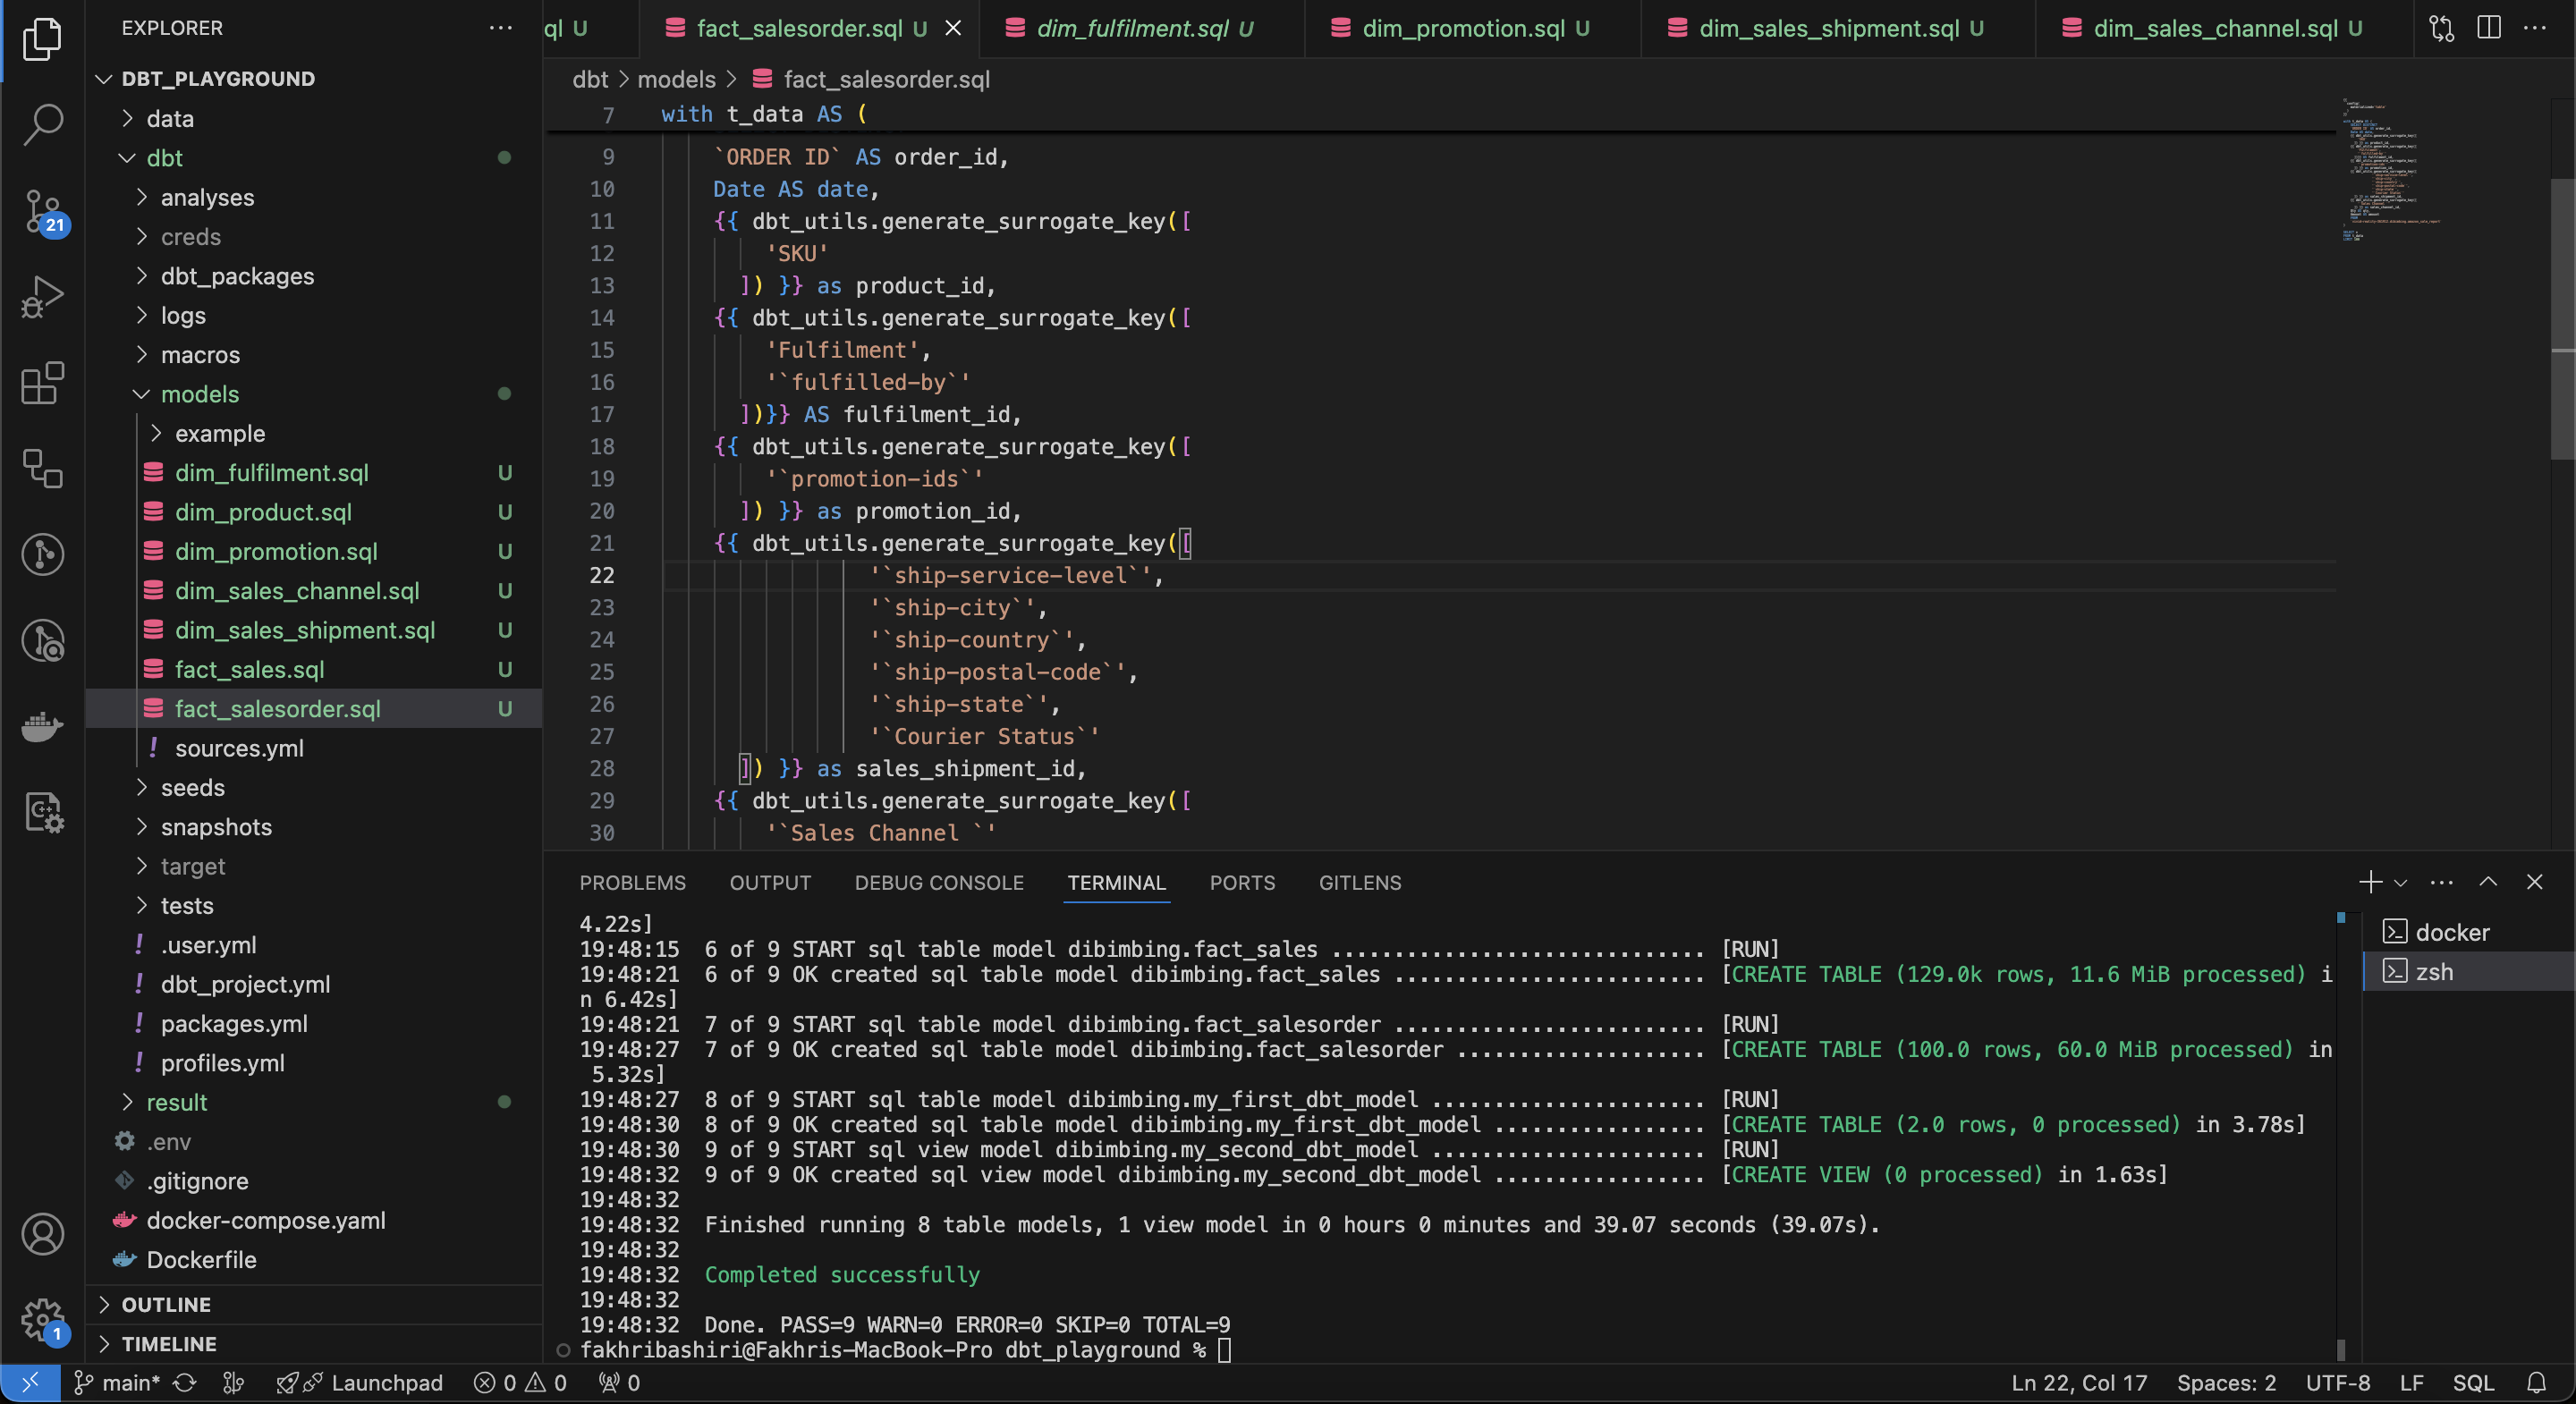 EXPLORER
DBT_PLAYGROUND
data
dbt
analyses
creds
dbt_packages
logs
macros
models
example
dim_fulfilment.sql U
dim_product.sql U
dim_promotion.sql U
dim_sales_channel.sql U
dim_sales_shipment.sql U
fact_sales.sql U
fact_salesorder.sql U
! sources.yml
seeds
snapshots
target
tests
! .user.yml
! dbt_project.yml
! packages.yml
! profiles.yml
result
.env
.gitignore
docker-compose.yaml
Dockerfile
OUTLINE
TIMELINE
21
1
ql U
fact_salesorder.sql U
dim_fulfilment.sql U
dim_promotion.sql U
dim_sales_shipment.sql U
dim_sales_channel.sql U
dbt > models > fact_salesorder.sql
7 with t_data AS (
9 `ORDER ID` AS order_id,
10 Date AS date,
11 {{ dbt_utils.generate_surrogate_key([
12 'SKU'
13 ]) }} as product_id,
14 {{ dbt_utils.generate_surrogate_key([
15 'Fulfilment',
16 '`fulfilled-by`'
17 ])}} AS fulfilment_id,
18 {{ dbt_utils.generate_surrogate_key([
19 '`promotion-ids`'
20 ]) }} as promotion_id,
21 {{ dbt_utils.generate_surrogate_key([
22 '`ship-service-level`',
23 '`ship-city`',
24 '`ship-country`',
25 '`ship-postal-code`',
26 '`ship-state`',
27 '`Courier Status`'
28 ]) }} as sales_shipment_id,
29 {{ dbt_utils.generate_surrogate_key([
30 '`Sales Channel `'
PROBLEMS OUTPUT DEBUG CONSOLE TERMINAL PORTS GITLENS
4.22s]
19:48:15 6 of 9 START sql table model dibimbing.fact_sales .............................. [RUN]
19:48:21 6 of 9 OK created sql table model dibimbing.fact_sales ......................... [CREATE TABLE (129.0k rows, 11.6 MiB processed) i
n 6.42s]
19:48:21 7 of 9 START sql table model dibimbing.fact_salesorder ......................... [RUN]
19:48:27 7 of 9 OK created sql table model dibimbing.fact_salesorder .................... [CREATE TABLE (100.0 rows, 60.0 MiB processed) in
5.32s]
19:48:27 8 of 9 START sql table model dibimbing.my_first_dbt_model ...................... [RUN]
19:48:30 8 of 9 OK created sql table model dibimbing.my_first_dbt_model ................. [CREATE TABLE (2.0 rows, 0 processed) in 3.78s]
19:48:30 9 of 9 START sql view model dibimbing.my_second_dbt_model ...................... [RUN]
19:48:32 9 of 9 OK created sql view model dibimbing.my_second_dbt_model ................. [CREATE VIEW (0 processed) in 1.63s]
19:48:32
19:48:32 Finished running 8 table models, 1 view model in 0 hours 0 minutes and 39.07 seconds (39.07s).
19:48:32
19:48:32 Completed successfully
19:48:32
19:48:32 Done. PASS=9 WARN=0 ERROR=0 SKIP=0 TOTAL=9
fakhribashiri@Fakhris-MacBook-Pro dbt_playground %
docker
zsh
main* Launchpad 0 0 0
Ln 22, Col 17 Spaces: 2 UTF-8 LF SQL